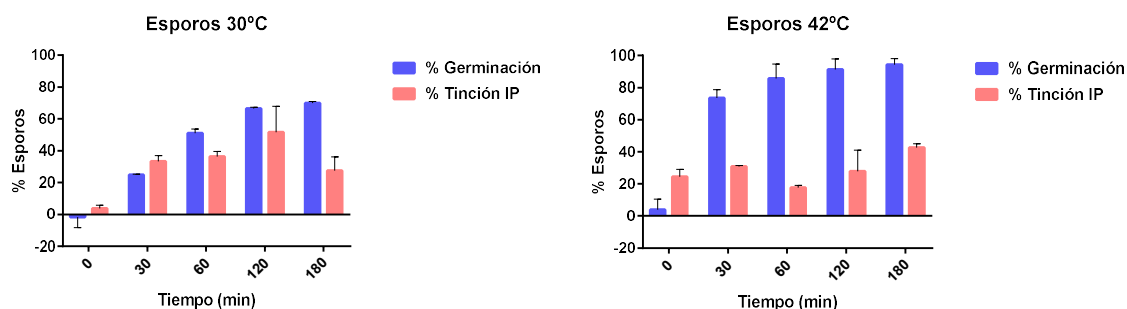 Esporos 30ºC
100
80
60
40
20
0
-20
% Esporos
0
30
60
120
180
Tiempo (min)
% Germinación
% Tinción IP
Esporos 42ºC
100
80
60
40
20
0
-20
% Esporos
0
30
60
120
180
Tiempo (min)
% Germinación
% Tinción IP